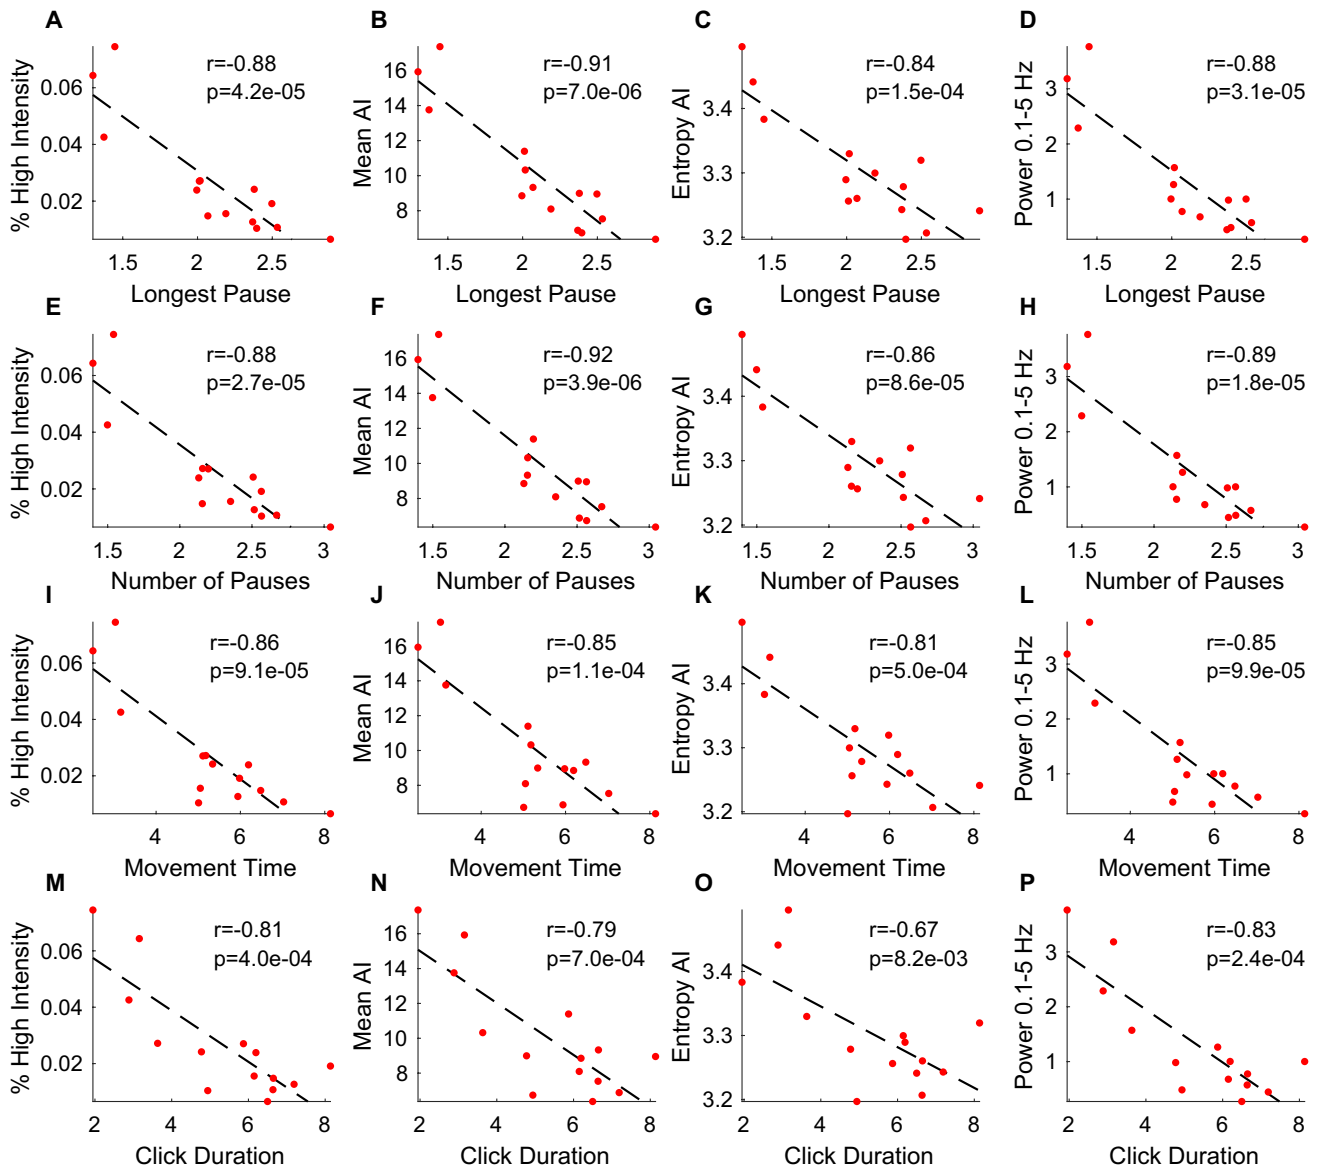 A
% High Intensity
0.06
0.04
0.02
r=-0.88
p=4.2e-05
1.5
2
2.5
Longest Pause
B
Mean AI
16
14
12
10
8
r=-0.91
p=7.0e-06
1.5
2
2.5
Longest Pause
C
Entropy AI
3.4
3.3
3.2
r=-0.84
p=1.5e-04
1.5
2
2.5
Longest Pause
D
Power 0.1-5 Hz
3
2
1
r=-0.88
p=3.1e-05
1.5
2
2.5
Longest Pause
E
% High Intensity
0.06
0.04
0.02
r=-0.88
p=2.7e-05
1.5
2
2.5
3
Number of Pauses
F
Mean AI
16
14
12
10
8
r=-0.92
p=3.9e-06
1.5
2
2.5
3
Number of Pauses
G
Entropy AI
3.4
3.3
3.2
r=-0.86
p=8.6e-05
1.5
2
2.5
3
Number of Pauses
H
Power 0.1-5 Hz
3
2
1
r=-0.89
p=1.8e-05
1.5
2
2.5
3
Number of Pauses
I
% High Intensity
0.06
0.04
0.02
r=-0.86
p=9.1e-05
4
6
8
Movement Time
J
Mean AI
16
14
12
10
8
r=-0.85
p=1.1e-04
4
6
8
Movement Time
K
Entropy AI
3.4
3.3
3.2
r=-0.81
p=5.0e-04
4
6
8
Movement Time
L
Power 0.1-5 Hz
3
2
1
r=-0.85
p=9.9e-05
4
6
8
Movement Time
M
% High Intensity
0.06
0.04
0.02
r=-0.81
p=4.0e-04
2
4
6
8
Click Duration
N
Mean AI
16
14
12
10
8
r=-0.79
p=7.0e-04
2
4
6
8
Click Duration
O
Entropy AI
3.4
3.3
3.2
r=-0.67
p=8.2e-03
2
4
6
8
Click Duration
P
Power 0.1-5 Hz
3
2
1
r=-0.83
p=2.4e-04
2
4
6
8
Click Duration